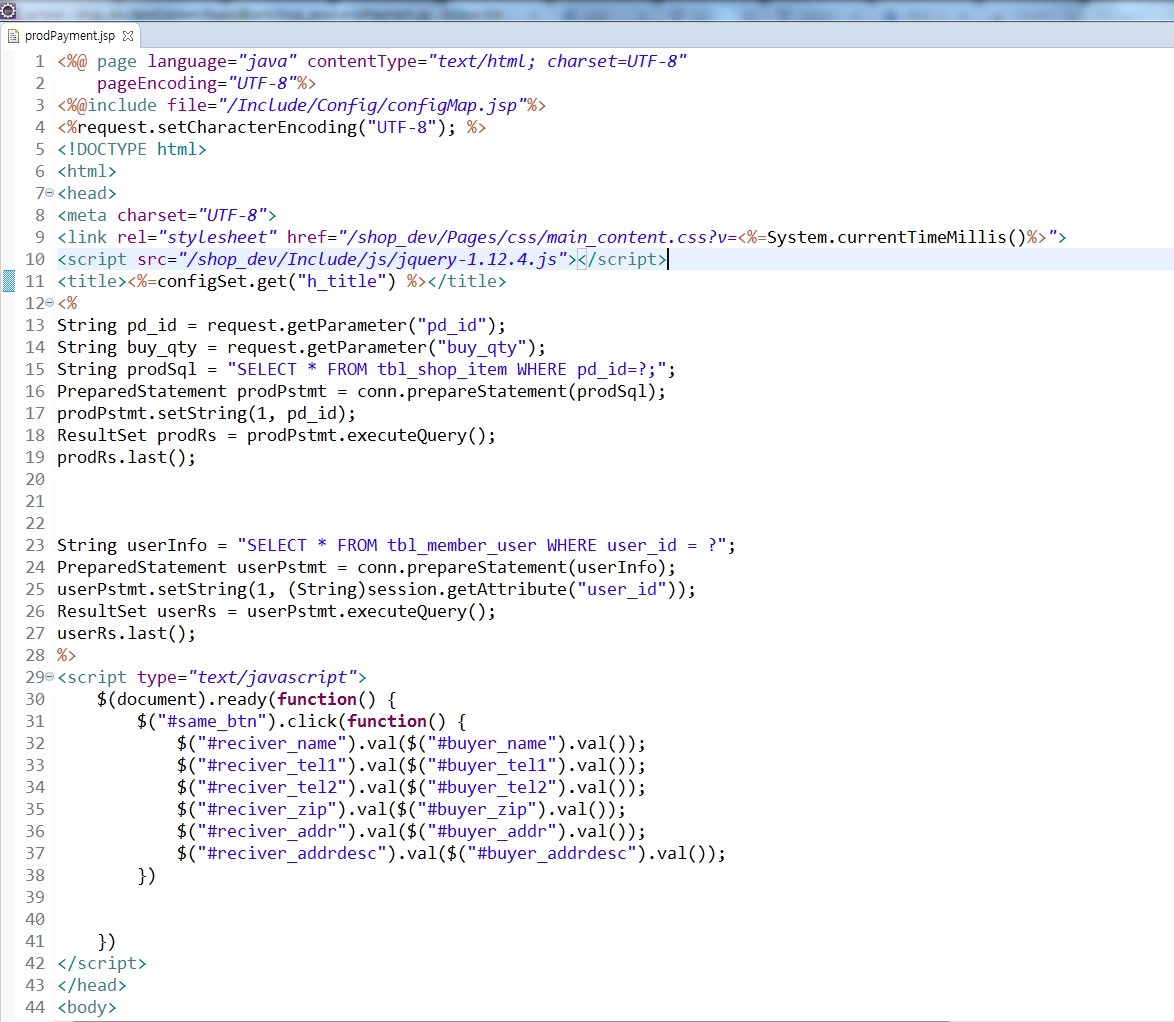 prodPayment.jsp
1 <%@ page language="java" contentType="text/html; charset=UTF-8"
2     pageEncoding="UTF-8"%>
3 <%@include file="/Include/Config/configMap.jsp"%>
4 <%request.setCharacterEncoding("UTF-8"); %>
5 <!DOCTYPE html>
6 <html>
7 <head>
8 <meta charset="UTF-8">
9 <link rel="stylesheet" href="/shop_dev/Pages/css/main_content.css?v=<%=System.currentTimeMillis()%>">
10 <script src="/shop_dev/Include/js/jquery-1.12.4.js"></script>
11 <title><%=configSet.get("h_title") %></title>
12 <%
13 String pd_id = request.getParameter("pd_id");
14 String buy_qty = request.getParameter("buy_qty");
15 String prodSql = "SELECT * FROM tbl_shop_item WHERE pd_id=?;";
16 PreparedStatement prodPstmt = conn.prepareStatement(prodSql);
17 prodPstmt.setString(1, pd_id);
18 ResultSet prodRs = prodPstmt.executeQuery();
19 prodRs.last();
20
21
22
23 String userInfo = "SELECT * FROM tbl_member_user WHERE user_id = ?";
24 PreparedStatement userPstmt = conn.prepareStatement(userInfo);
25 userPstmt.setString(1, (String)session.getAttribute("user_id"));
26 ResultSet userRs = userPstmt.executeQuery();
27 userRs.last();
28 %>
29 <script type="text/javascript">
30     $(document).ready(function() {
31         $("#same_btn").click(function() {
32             $("#reciver_name").val($("#buyer_name").val());
33             $("#reciver_tel1").val($("#buyer_tel1").val());
34             $("#reciver_tel2").val($("#buyer_tel2").val());
35             $("#reciver_zip").val($("#buyer_zip").val());
36             $("#reciver_addr").val($("#buyer_addr").val());
37             $("#reciver_addrdesc").val($("#buyer_addrdesc").val());
38         })
39
40
41     })
42 </script>
43 </head>
44 <body>